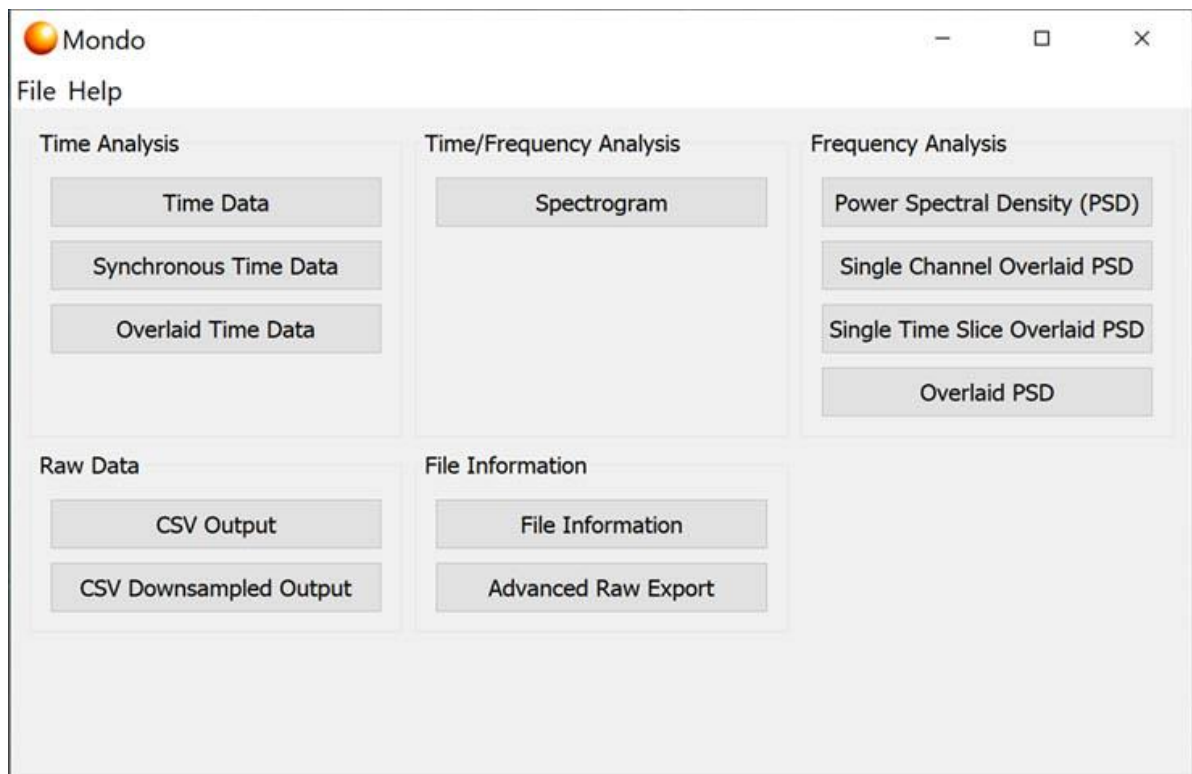 Mondo
File Help
Time Analysis
Time Data
Synchronous Time Data
Overlaid Time Data
Time/Frequency Analysis
Spectrogram
Frequency Analysis
Power Spectral Density (PSD)
Single Channel Overlaid PSD
Single Time Slice Overlaid PSD
Overlaid PSD
Raw Data
CSV Output
CSV Downsampled Output
File Information
File Information
Advanced Raw Export